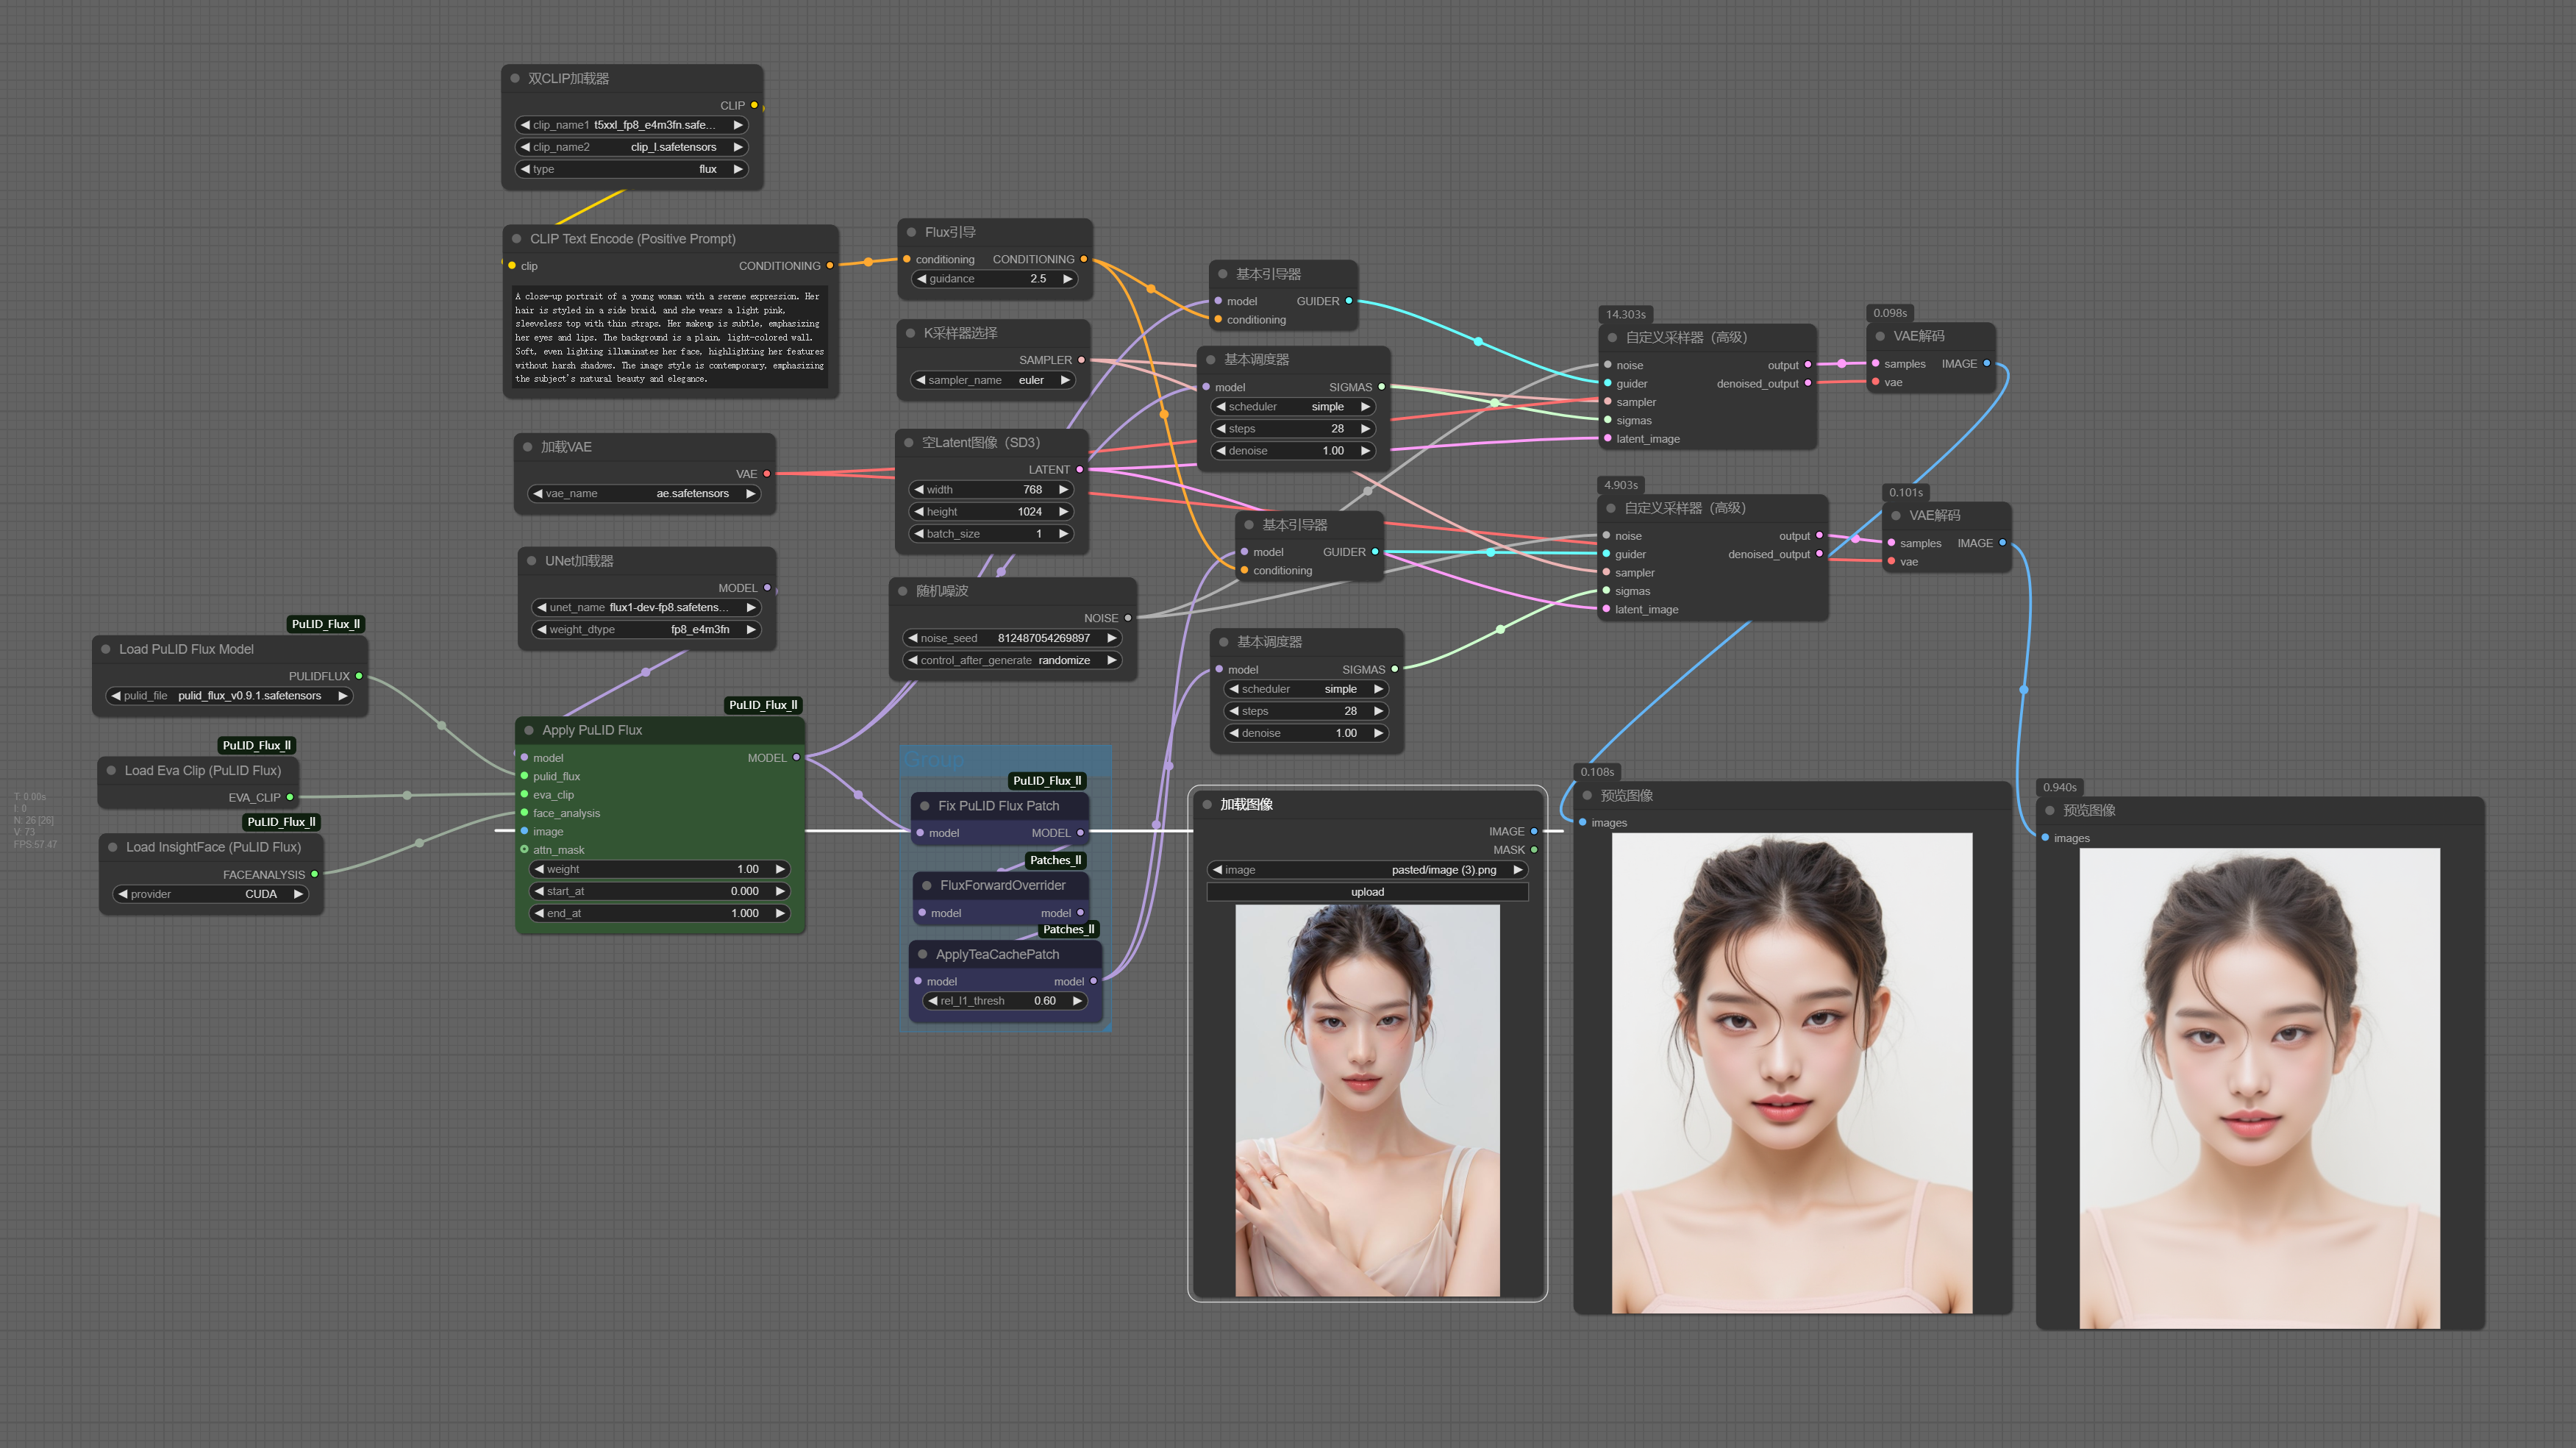 双CLIP加载器
CLIP
clip_name1 t5xxl_fp8_e4m3fn.safe...
clip_name2 clip_l.safetensors
type flux
CLIP Text Encode (Positive Prompt)
clip CONDITIONING
A close-up portrait of a young woman with a serene expression. Her
hair is styled in a side braid, and she wears a light pink,
sleeveless top with thin straps. Her makeup is subtle, emphasizing
her eyes and lips. The background is a plain, light-colored wall.
Soft, even lighting illuminates her face, highlighting her features
without harsh shadows. The image style is contemporary, emphasizing
the subject's natural beauty and elegance.
加载VAE
VAE
vae_name ae.safetensors
UNet加载器
MODEL
unet_name flux1-dev-fp8.safetens...
weight_dtype fp8_e4m3fn
PuLID_Flux_ll
Load PuLID Flux Model
PULIDFLUX
pulid_file pulid_flux_v0.9.1.safetensors
PuLID_Flux_ll
Load Eva Clip (PuLID Flux)
EVA_CLIP
PuLID_Flux_ll
Load InsightFace (PuLID Flux)
FACEANALYSIS
provider CUDA
T: 0.00s
I: 0
N: 26 [26]
V: 73
FPS:57.47
PuLID_Flux_ll
Apply PuLID Flux
model MODEL
pulid_flux
eva_clip
face_analysis
image
attn_mask
weight 1.00
start_at 0.000
end_at 1.000
Flux引导
conditioning CONDITIONING
guidance 2.5
K采样器选择
SAMPLER
sampler_name euler
空Latent图像（SD3）
LATENT
width 768
height 1024
batch_size 1
随机噪波
NOISE
noise_seed 812487054269897
control_after_generate randomize
Group
PuLID_Flux_ll
Fix PuLID Flux Patch
model MODEL
Patches_ll
FluxForwardOverrider
model model
Patches_ll
ApplyTeaCachePatch
model model
rel_l1_thresh 0.60
基本引导器
model GUIDER
conditioning
基本调度器
model SIGMAS
scheduler simple
steps 28
denoise 1.00
基本引导器
model GUIDER
conditioning
基本调度器
model SIGMAS
scheduler simple
steps 28
denoise 1.00
加载图像
IMAGE
MASK
image pasted/image (3).png
upload
14.303s
自定义采样器（高级）
noise output
guider denoised_output
sampler
sigmas
latent_image
0.098s
VAE解码
samples IMAGE
vae
4.903s
自定义采样器（高级）
noise output
guider denoised_output
sampler
sigmas
latent_image
0.101s
VAE解码
samples IMAGE
vae
0.108s
预览图像
images
0.940s
预览图像
images